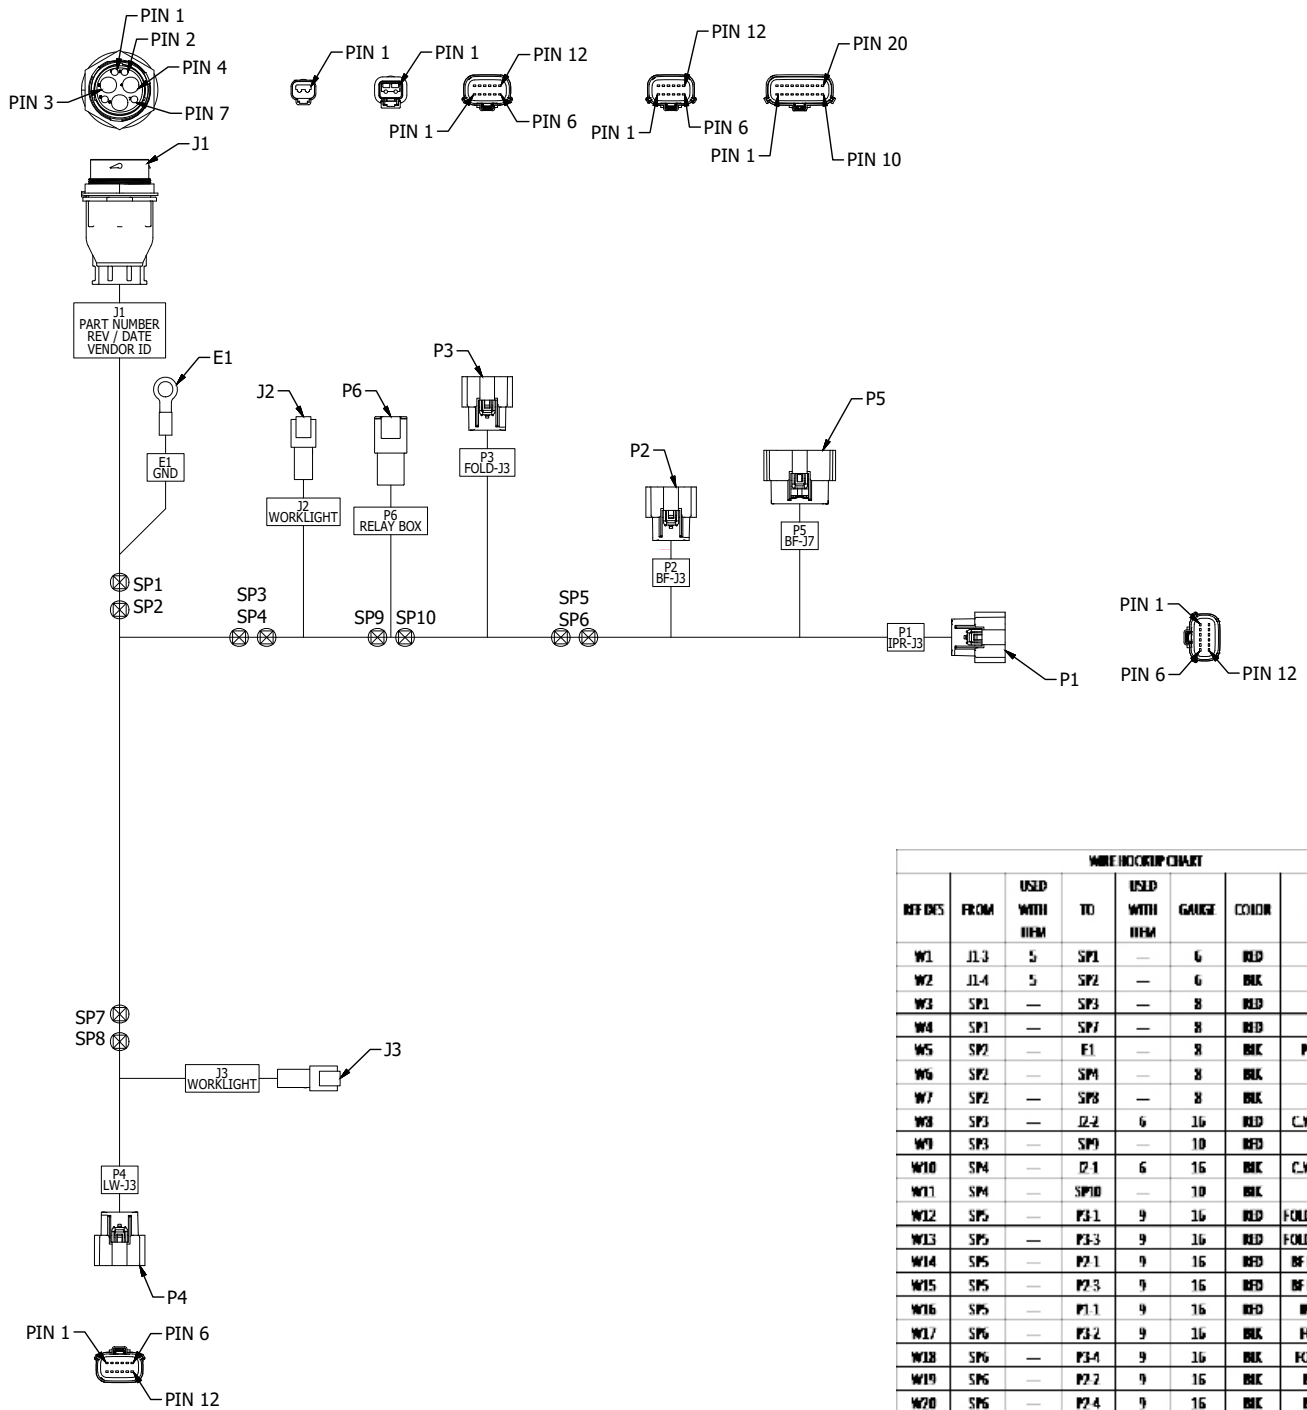 PIN 1
PIN 2
PIN 4
PIN 3
PIN 7
J1
PIN 1
PIN 1
PIN 12
PIN 1
PIN 6
PIN 12
PIN 1
PIN 6
PIN 20
PIN 1
PIN 10
J1
PART NUMBER
REV / DATE
VENDOR ID
E1
E1
GND
J2
J2
WORKLIGHT
P6
P6
RELAY BOX
P3
P3
FOLD-J3
P2
P2
BF-J3
P5
P5
BF-J7
SP1
SP2
SP3
SP4
SP9
SP10
SP5
SP6
P1
IPR-J3
P1
PIN 1
PIN 6
PIN 12
SP7
SP8
J3
WORKLIGHT
J3
P4
LW-J3
P4
PIN 1
PIN 6
PIN 12
WIRE HOOKUP CHART
REF DES FROM USED WITH ITEM TO USED WITH ITEM GAUGE COLOR
W1 J1-3 5 SP1 — 6 RED
W2 J1-4 5 SP2 — 6 BLK
W3 SP1 — SP3 — 8 RED
W4 SP1 — SP7 — 8 RED
W5 SP2 — E1 — 8 BLK
W6 SP2 — SP4 — 8 BLK
W7 SP2 — SP8 — 8 BLK
W8 SP3 — J2-2 6 16 RED
W9 SP3 — SP9 — 10 RED
W10 SP4 — J2-1 6 16 BLK
W11 SP4 — SP10 — 10 BLK
W12 SP5 — P3-1 9 16 RED
W13 SP5 — P3-3 9 16 RED
W14 SP5 — P2-1 9 16 RED
W15 SP5 — P2-3 9 16 RED
W16 SP5 — P1-1 9 16 RED
W17 SP6 — P3-2 9 16 BLK
W18 SP6 — P3-4 9 16 BLK
W19 SP6 — P2-2 9 16 BLK
W20 SP6 — P2-4 9 16 BLK